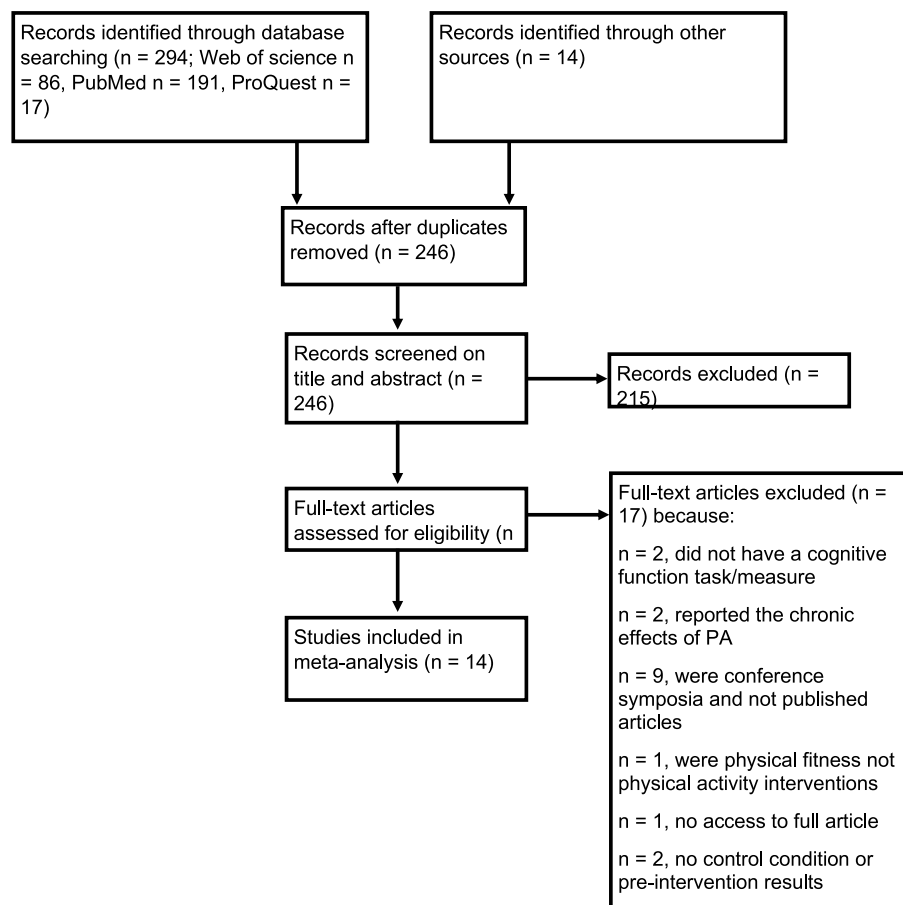 Records identified through database
searching (n = 294; Web of science n
= 86, PubMed n = 191, ProQuest n =
17)
Records identified through other
sources (n = 14)
Records after duplicates
removed (n = 246)
Records screened on
title and abstract (n =
246)
Records excluded (n =
215)
Full-text articles
assessed for eligibility (n
Full-text articles excluded (n =
17) because:
n = 2, did not have a cognitive
function task/measure
n = 2, reported the chronic
effects of PA
n = 9, were conference
symposia and not published
articles
n = 1, were physical fitness not
physical activity interventions
n = 1, no access to full article
n = 2, no control condition or
pre-intervention results
Studies included in
meta-analysis (n = 14)